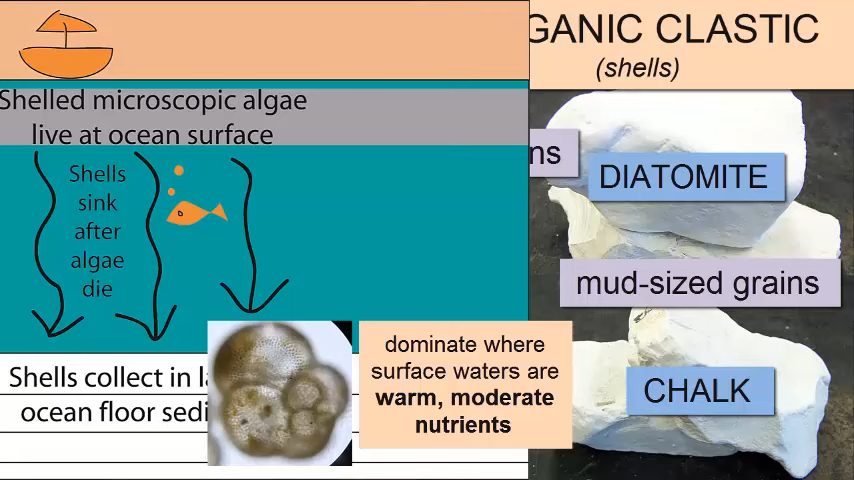 GANIC CLASTIC
(shells)
Shelled microscopic algae
live at ocean surface
Shells
sink
after
algae
die
ns
DIATOMITE
mud-sized grains
dominate where
surface waters are
warm, moderate
nutrients
Shells collect in
ocean floor sedi
CHALK